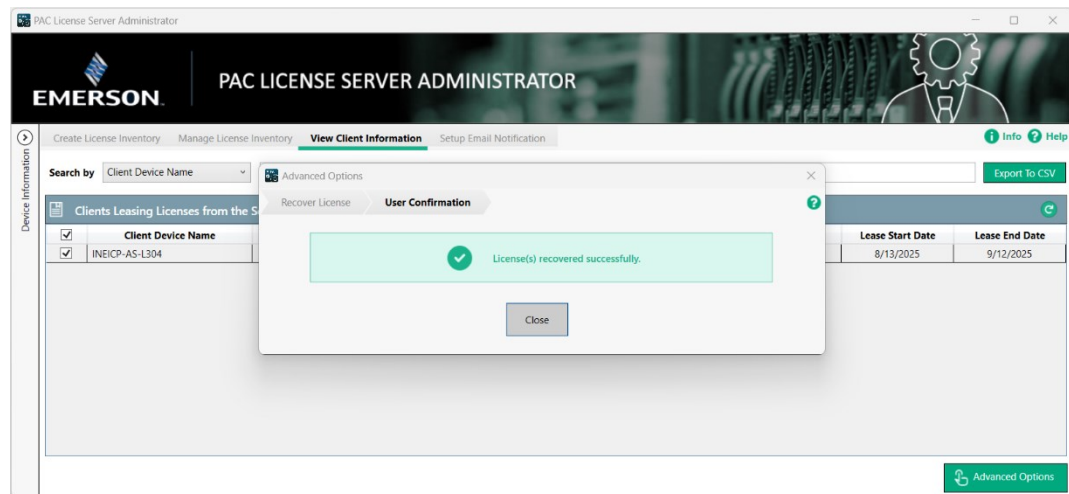 PAC License Server Administrator
EMERSON
PAC LICENSE SERVER ADMINISTRATOR
Create License Inventory Manage License Inventory View Client Information Setup Email Notification Info Help
Device Information
Search by Client Device Name Export To CSV
Advanced Options
Recover License User Confirmation
Clients Leasing Licenses from the S
Client Device Name Lease Start Date Lease End Date
INEICP-AS-L304 8/13/2025 9/12/2025
License(s) recovered successfully.
Close
Advanced Options